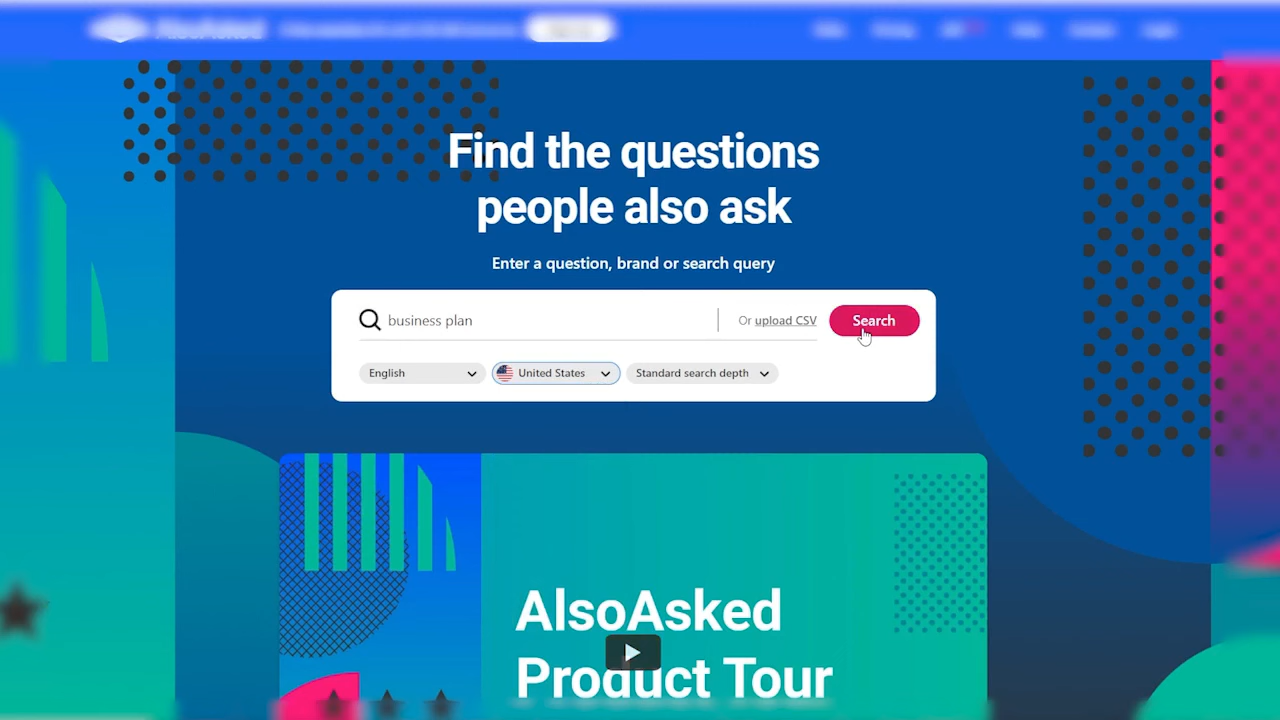 AlsoAsked
Find the questions
people also ask
Enter a question, brand or search query
business plan
Or upload CSV
Search
English
United States
Standard search depth
AlsoAsked
Product Tour